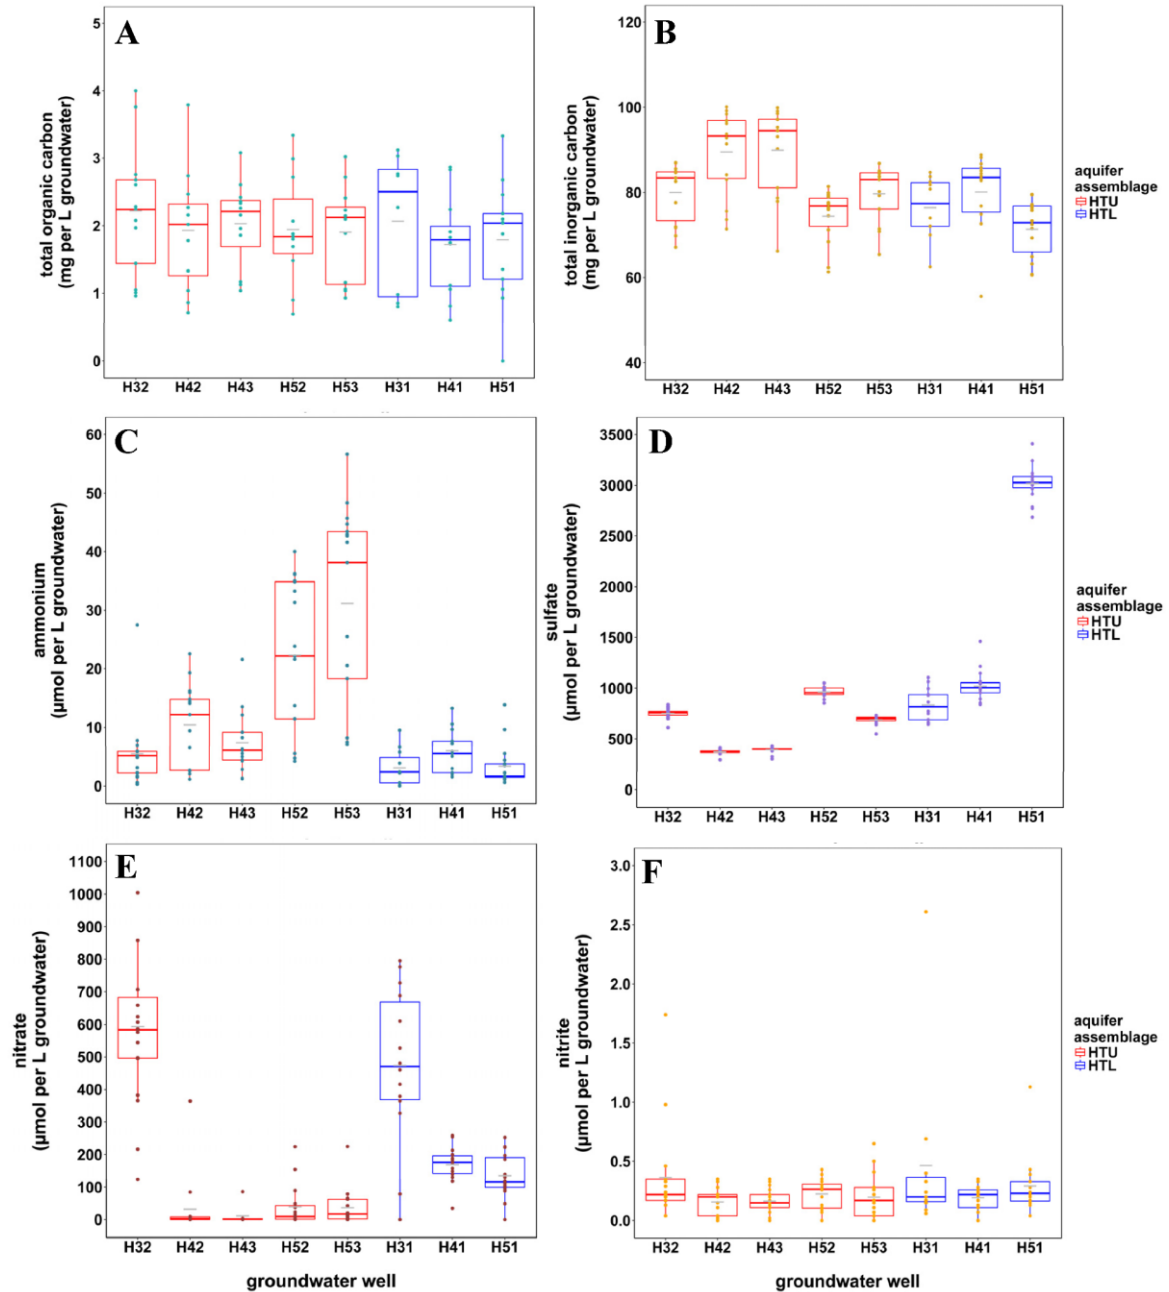 A
total organic carbon
(mg per L groundwater)
5
4
3
2
1
0
H32 H42 H43 H52 H53 H31 H41 H51
B
total inorganic carbon
(mg per L groundwater)
120
100
80
60
40
H32 H42 H43 H52 H53 H31 H41 H51
aquifer
assemblage
HTU
HTL
C
ammonium
(µmol per L groundwater)
60
50
40
30
20
10
0
H32 H42 H43 H52 H53 H31 H41 H51
D
sulfate
(µmol per L groundwater)
3500
3000
2500
2000
1500
1000
500
0
H32 H42 H43 H52 H53 H31 H41 H51
aquifer
assemblage
HTU
HTL
E
nitrate
(µmol per L groundwater)
1100
1000
900
800
700
600
500
400
300
200
100
0
H32 H42 H43 H52 H53 H31 H41 H51
groundwater well
F
nitrite
(µmol per L groundwater)
3.0
2.5
2.0
1.5
1.0
0.5
0.0
H32 H42 H43 H52 H53 H31 H41 H51
groundwater well
aquifer
assemblage
HTU
HTL